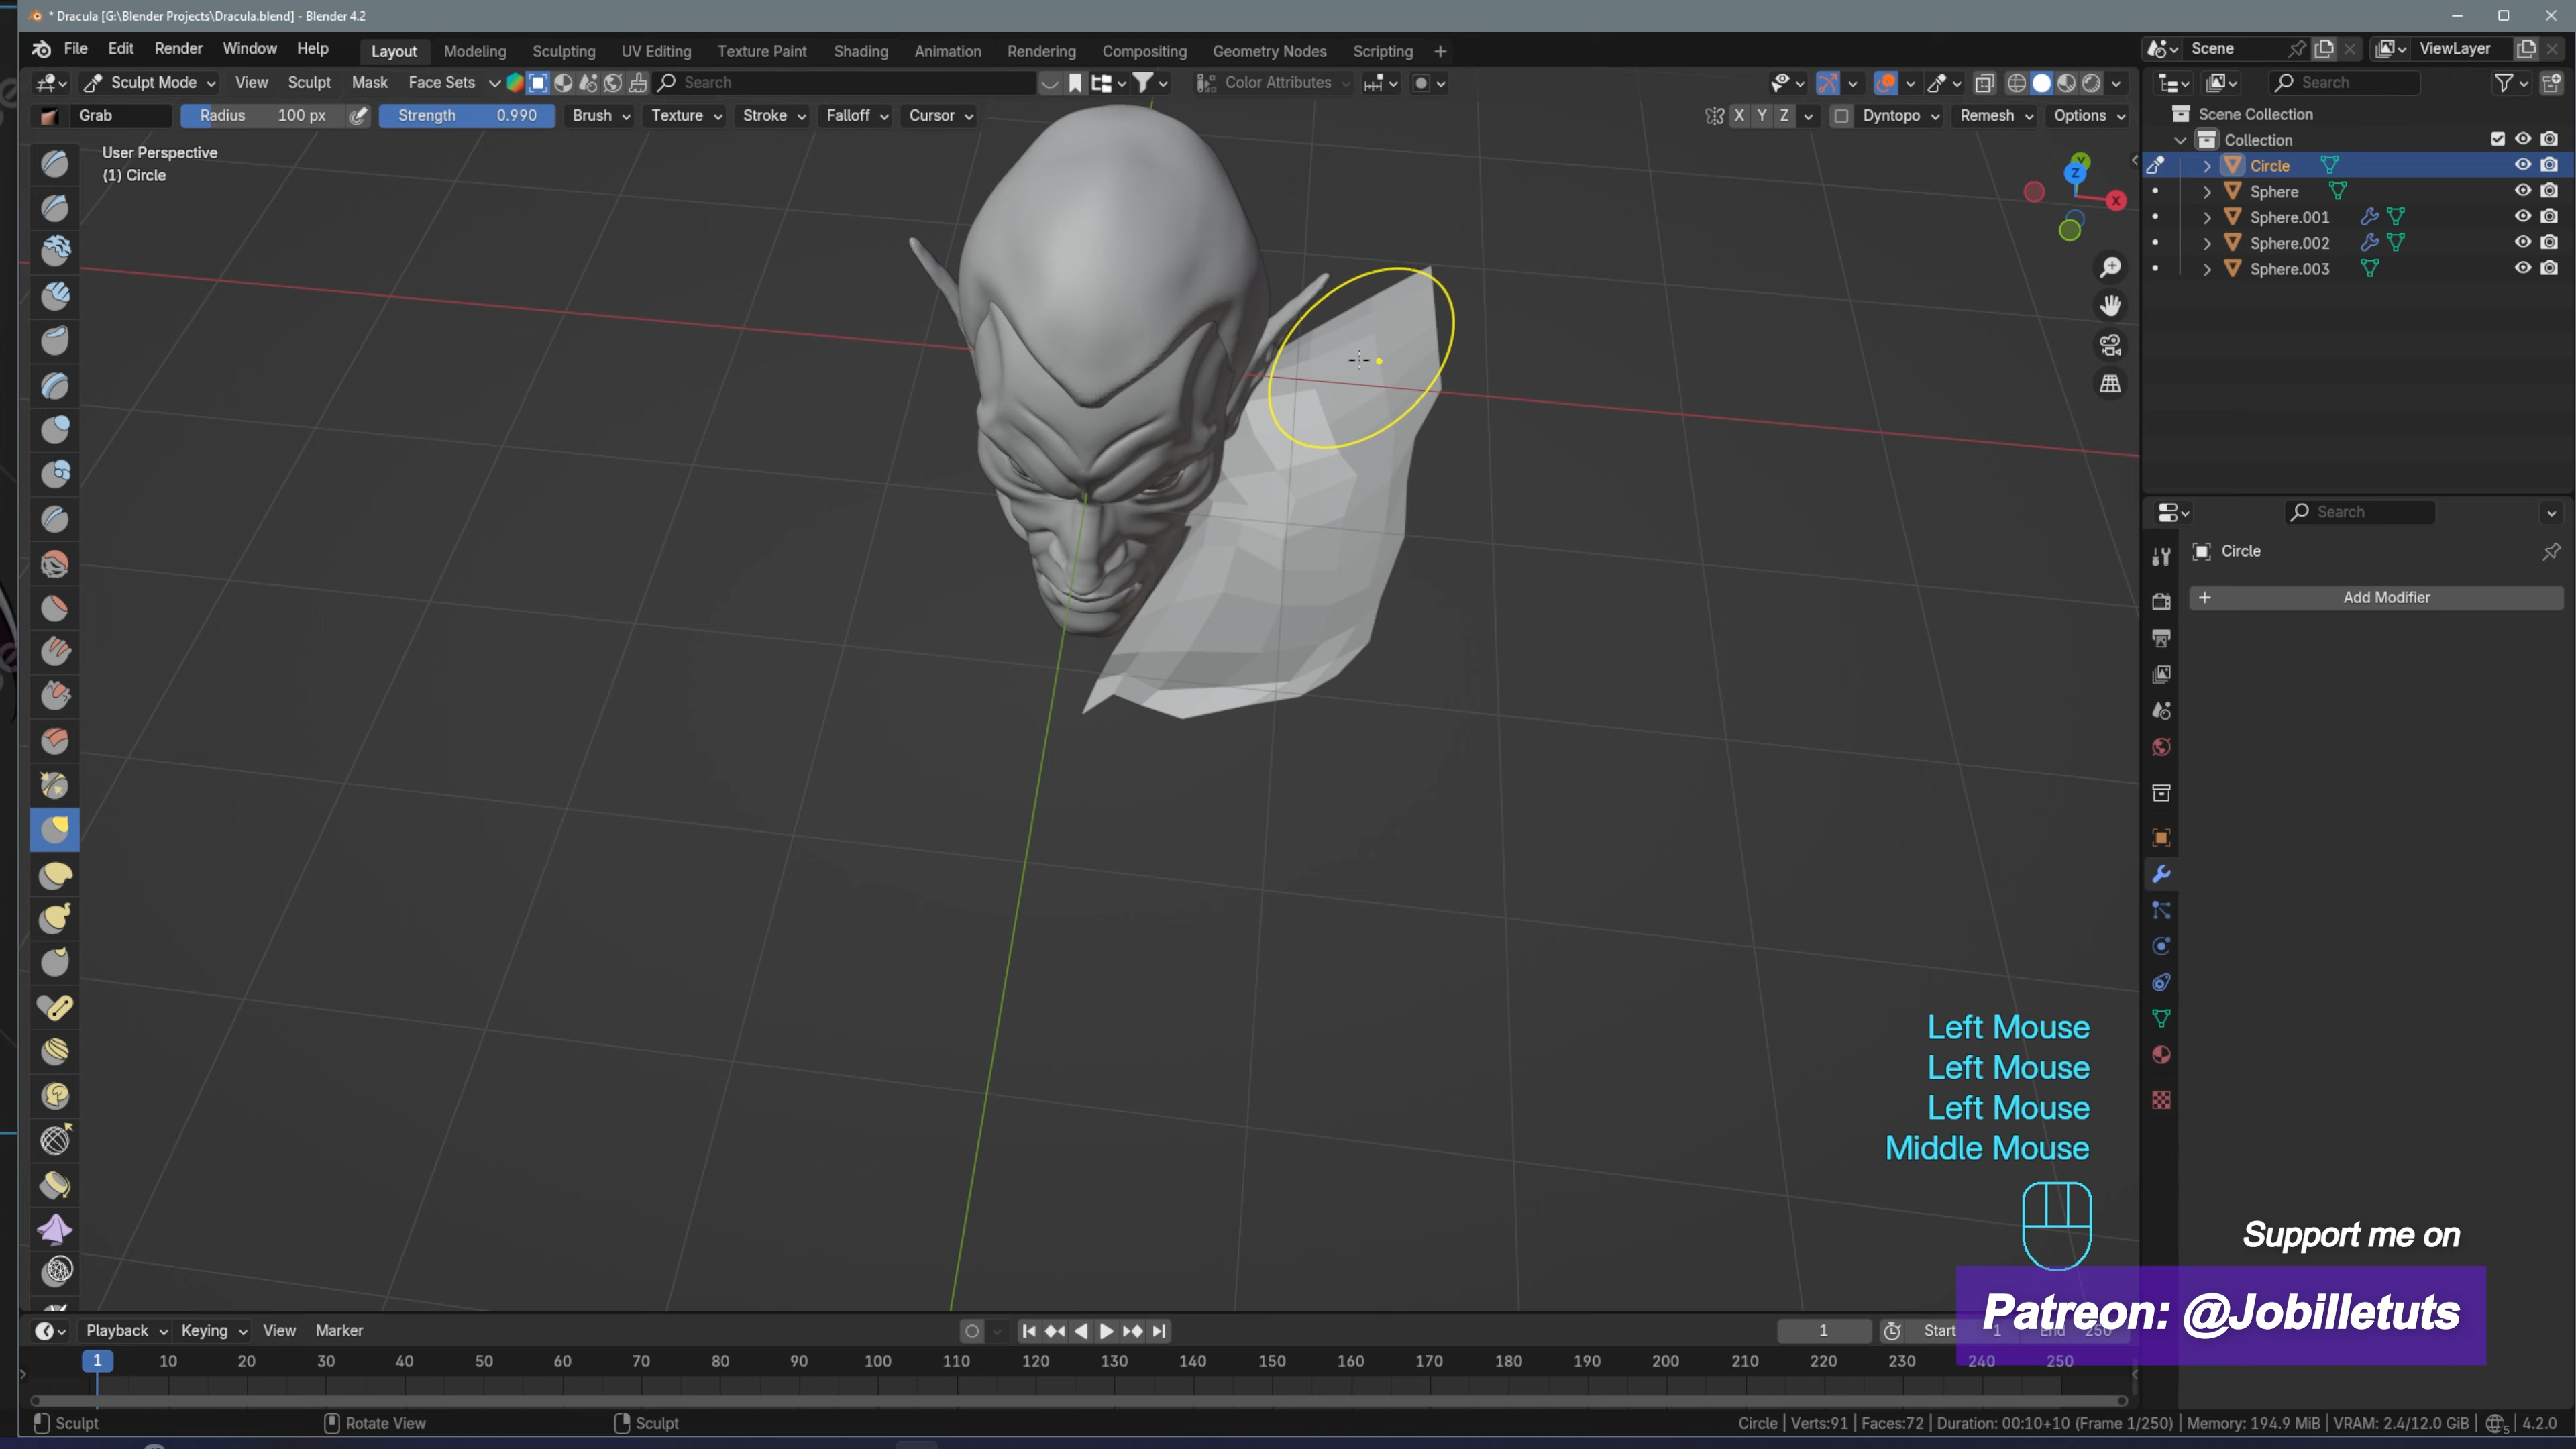 * Dracula [G:\Blender Projects\Dracula.blend] - Blender 4.2
File Edit Render Window Help Layout Modeling Sculpting UV Editing Texture Paint Shading Animation Rendering Compositing Geometry Nodes Scripting + Scene ViewLayer
Sculpt Mode View Sculpt Mask Face Sets Search Color Attributes Search
Grab Radius 100 px Strength 0.990 Brush Texture Stroke Falloff Cursor X Y Z Dyntopo Remesh Options
User Perspective
(1) Circle
Scene Collection
Collection
Circle
Sphere
Sphere.001
Sphere.002
Sphere.003
Y
Z
X
Search
Circle
+ Add Modifier
Left Mouse
Left Mouse
Left Mouse
Middle Mouse
Support me on
Patreon: @Jobilletuts
Playback Keying View Marker 1 Start 1 End 250
1 10 20 30 40 50 60 70 80 90 100 110 120 130 140 150 160 170 180 190 200 210 220 230 240 250
Sculpt Rotate View Sculpt Circle | Verts:91 | Faces:72 | Duration: 00:10+10 (Frame 1/250) | Memory: 194.9 MiB | VRAM: 2.4/12.0 GiB | 5 | 4.2.0